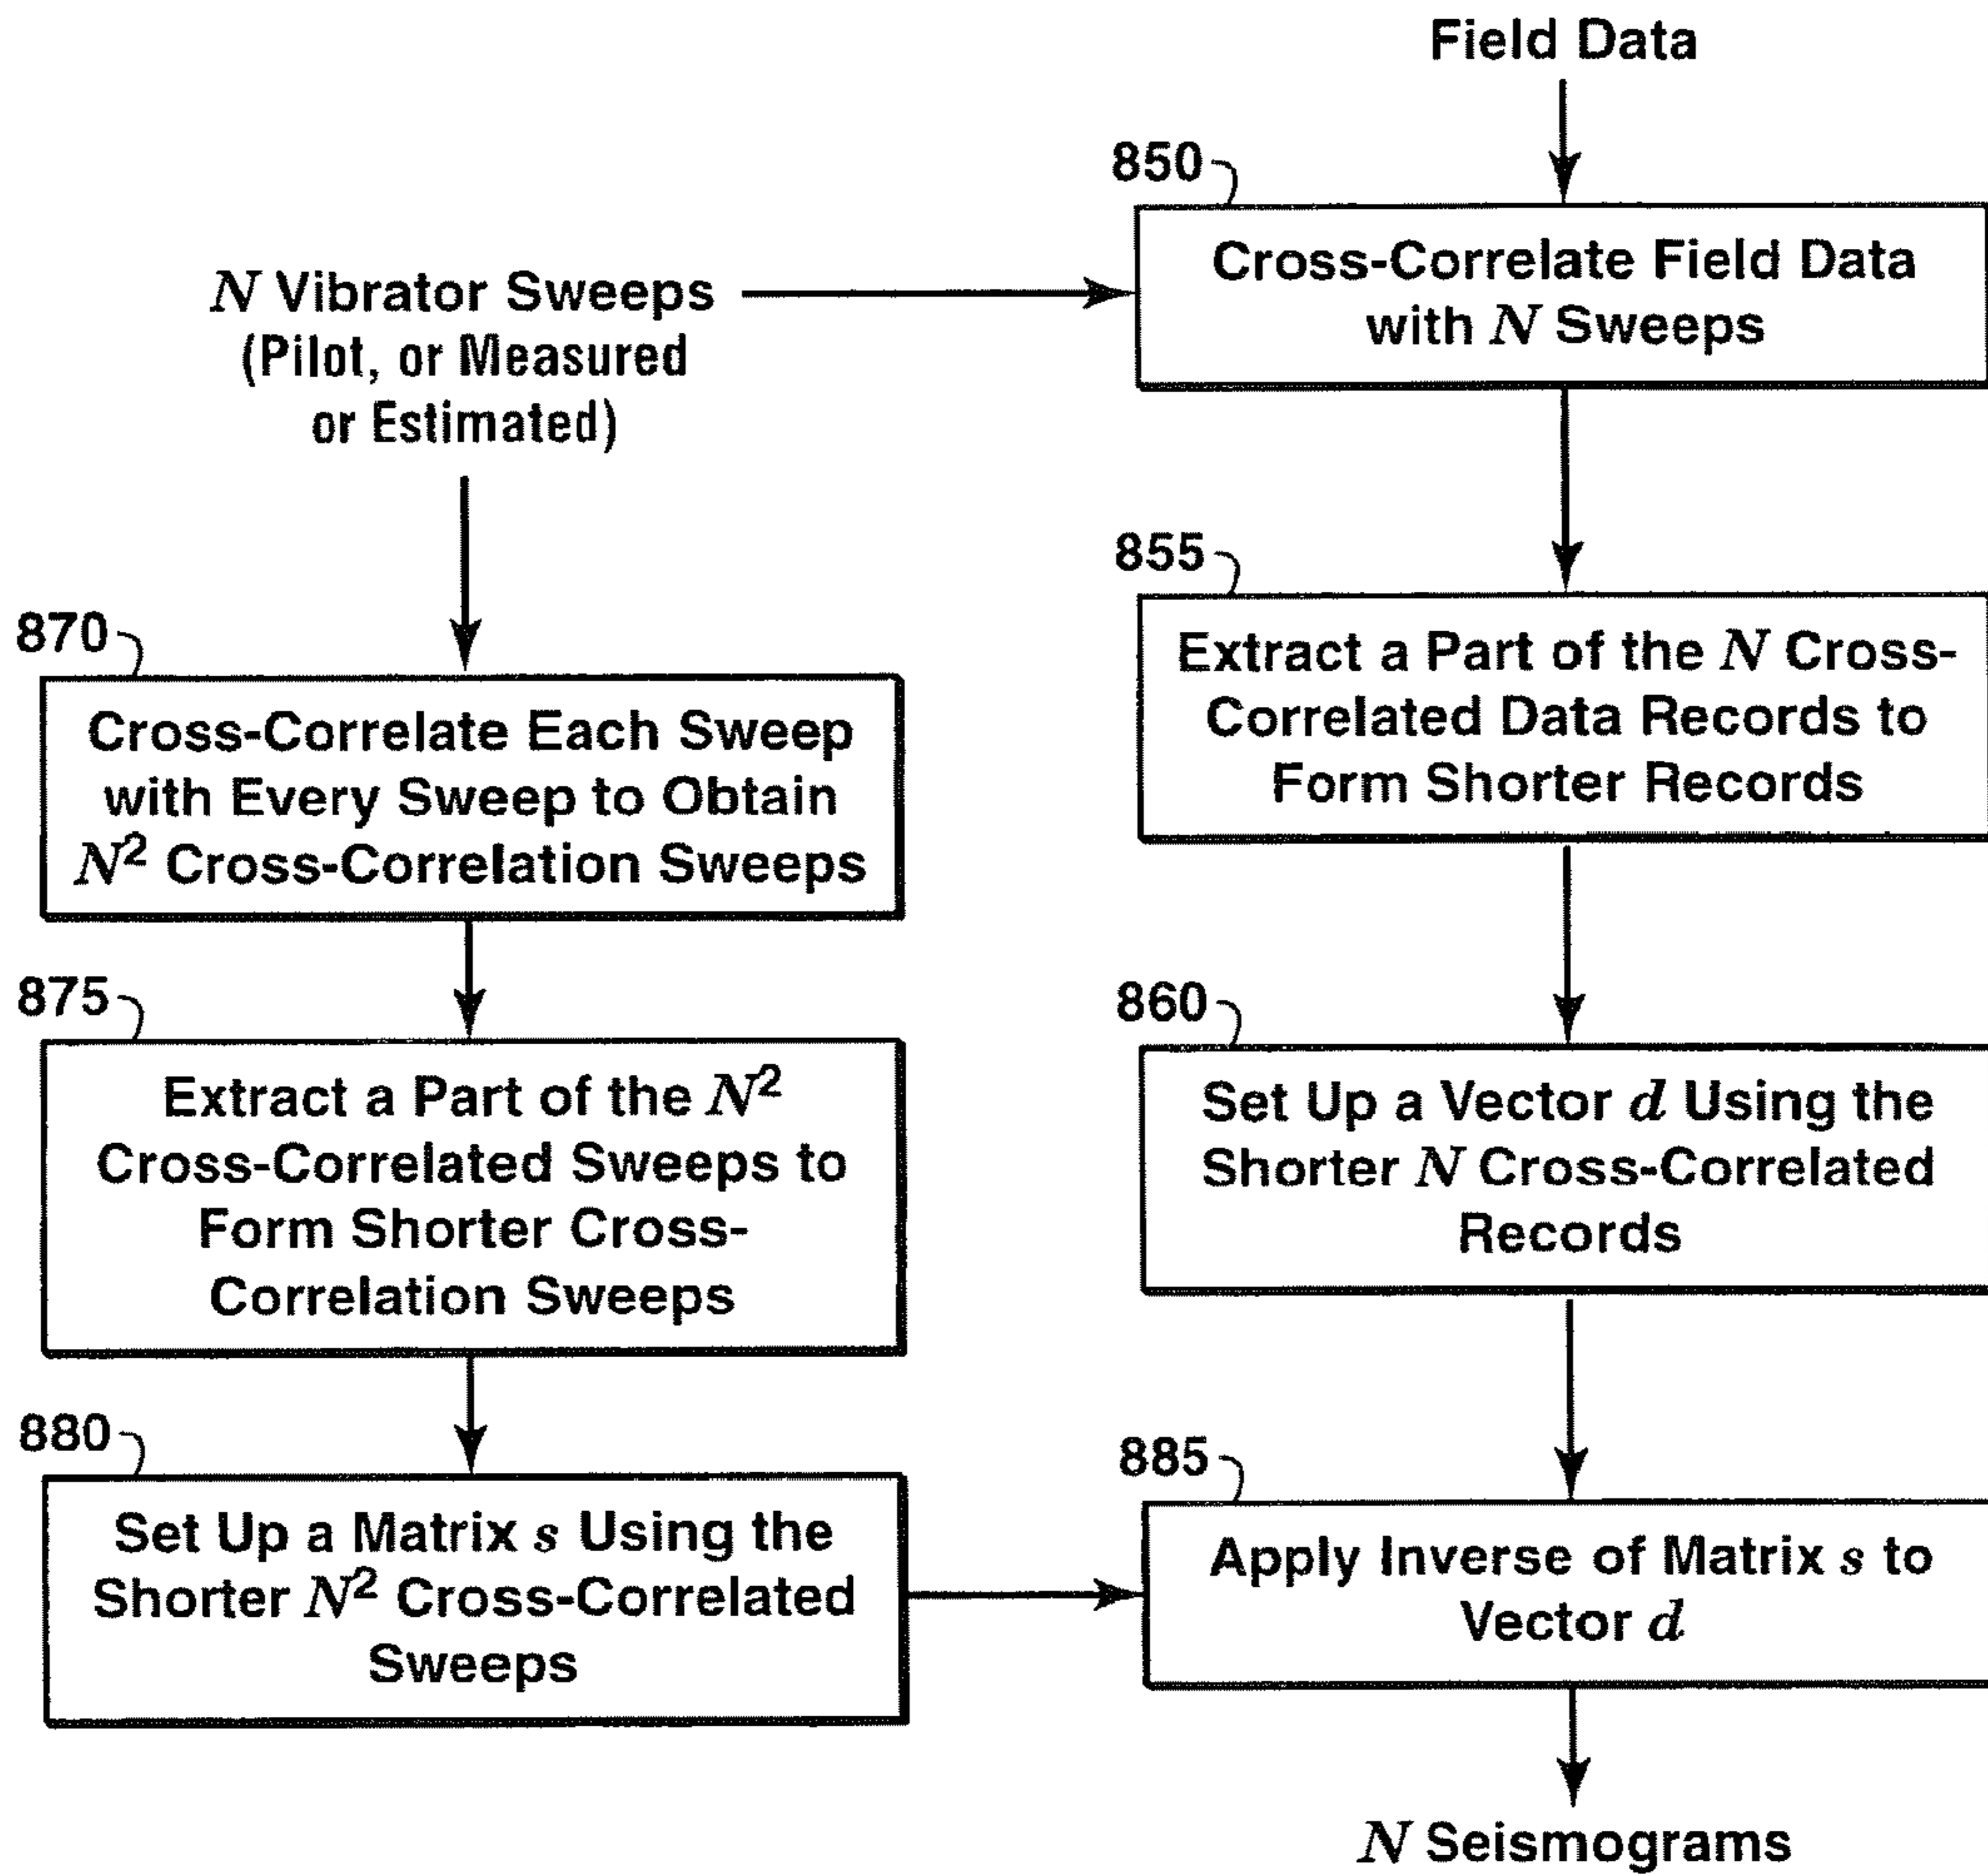 Field Data
850
Cross-Correlate Field Data
with N Sweeps
N Vibrator Sweeps
(Pilot, or Measured
or Estimated)
855
Extract a Part of the N Cross-
Correlated Data Records to
Form Shorter Records
870
Cross-Correlate Each Sweep
with Every Sweep to Obtain
N² Cross-Correlation Sweeps
875
Extract a Part of the N²
Cross-Correlated Sweeps to
Form Shorter Cross-
Correlation Sweeps
860
Set Up a Vector d Using the
Shorter N Cross-Correlated
Records
880
Set Up a Matrix s Using the
Shorter N² Cross-Correlated
Sweeps
885
Apply Inverse of Matrix s to
Vector d
N Seismograms